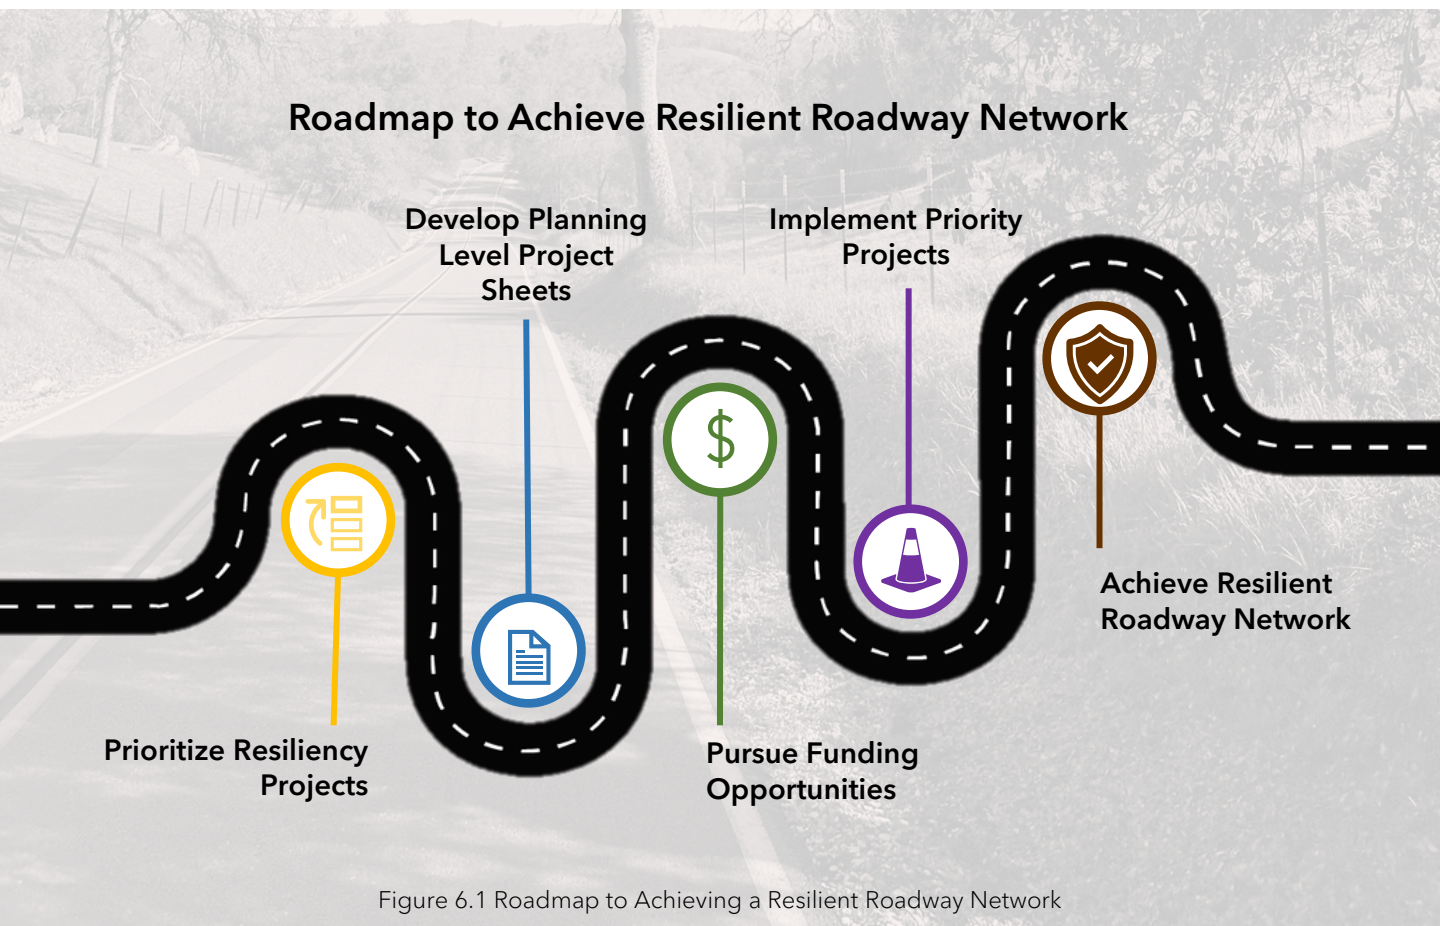 Roadmap to Achieve Resilient Roadway Network
Develop Planning
Level Project
Sheets
Implement Priority
Projects
$
Achieve Resilient
Roadway Network
Prioritize Resiliency
Projects
Pursue Funding
Opportunities
Figure 6.1 Roadmap to Achieving a Resilient Roadway Network